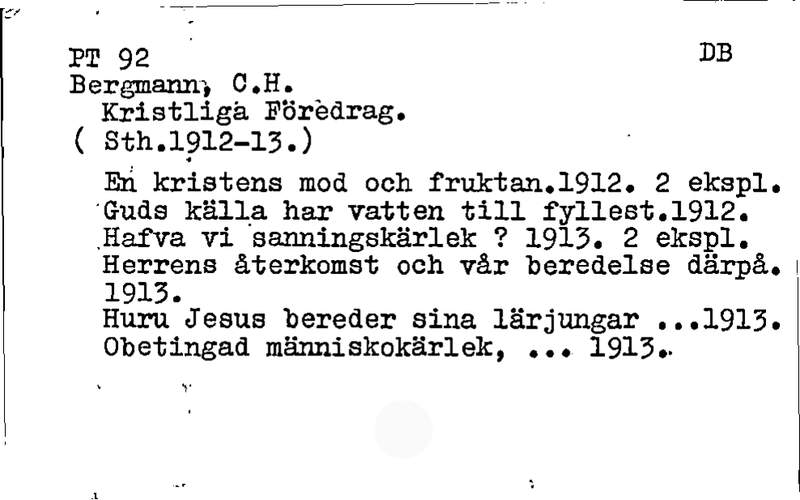 PT 92 DB
Bergmann, C.H.
Kristliga Föredrag.
( Sth.1912-13.)
En kristens mod och fruktan.1912. 2 ekspl.
Guds källa har vatten till fyllest.1912.
Hafva vi sanningskärlek ? 1913. 2 ekspl.
Herrens återkomst och vår beredelse därpå.
1913.
Huru Jesus bereder sina lärjungar ...1913.
Obetingad människokärlek, ... 1913.